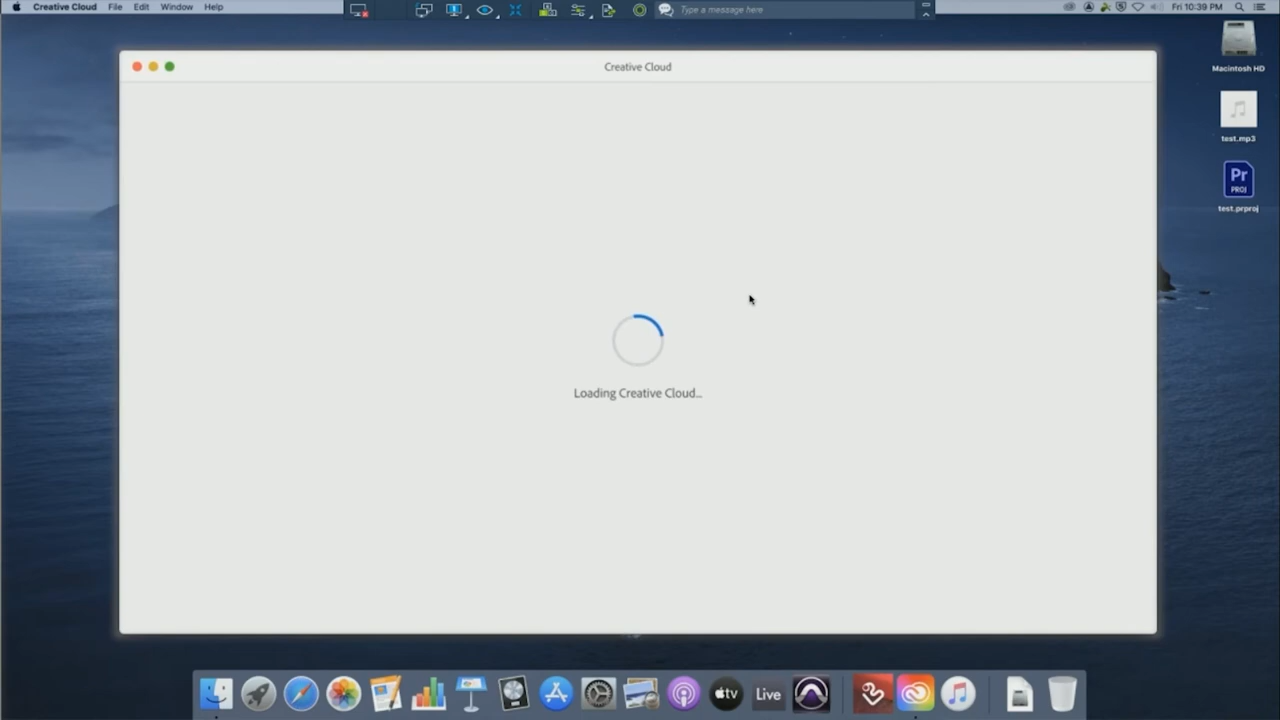 Creative Cloud File Edit Window Help
Type a message here
Fri 10:39 PM
Creative Cloud
Macintosh HD
test.mp3
Pr
PROJ
test.prproj
Loading Creative Cloud...
tv
Live